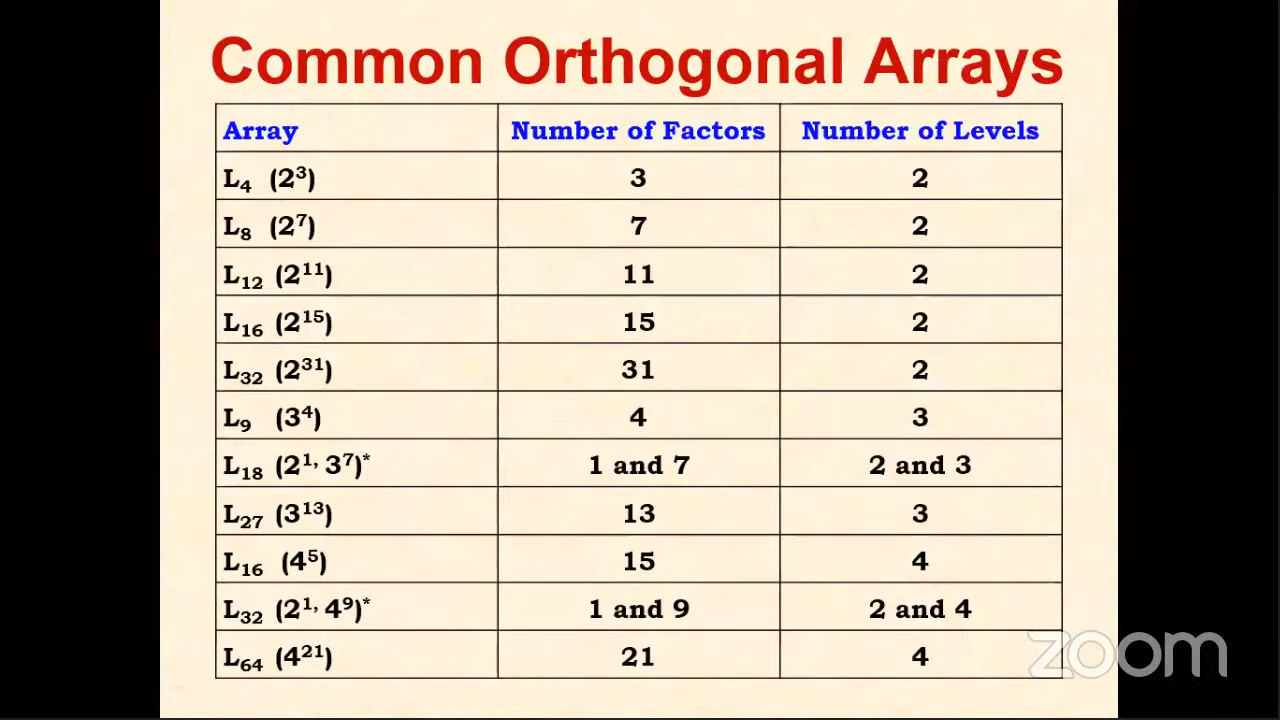 Common Orthogonal Arrays
Array Number of Factors Number of Levels
L₄ (2³) 3 2
L₈ (2⁷) 7 2
L₁₂ (2¹¹) 11 2
L₁₆ (2¹⁵) 15 2
L₃₂ (2³¹) 31 2
L₉ (3⁴) 4 3
L₁₈ (2¹, 3⁷)* 1 and 7 2 and 3
L₂₇ (3¹³) 13 3
L₁₆ (4⁵) 15 4
L₃₂ (2¹, 4⁹)* 1 and 9 2 and 4
L₆₄ (4²¹) 21 4
zoom